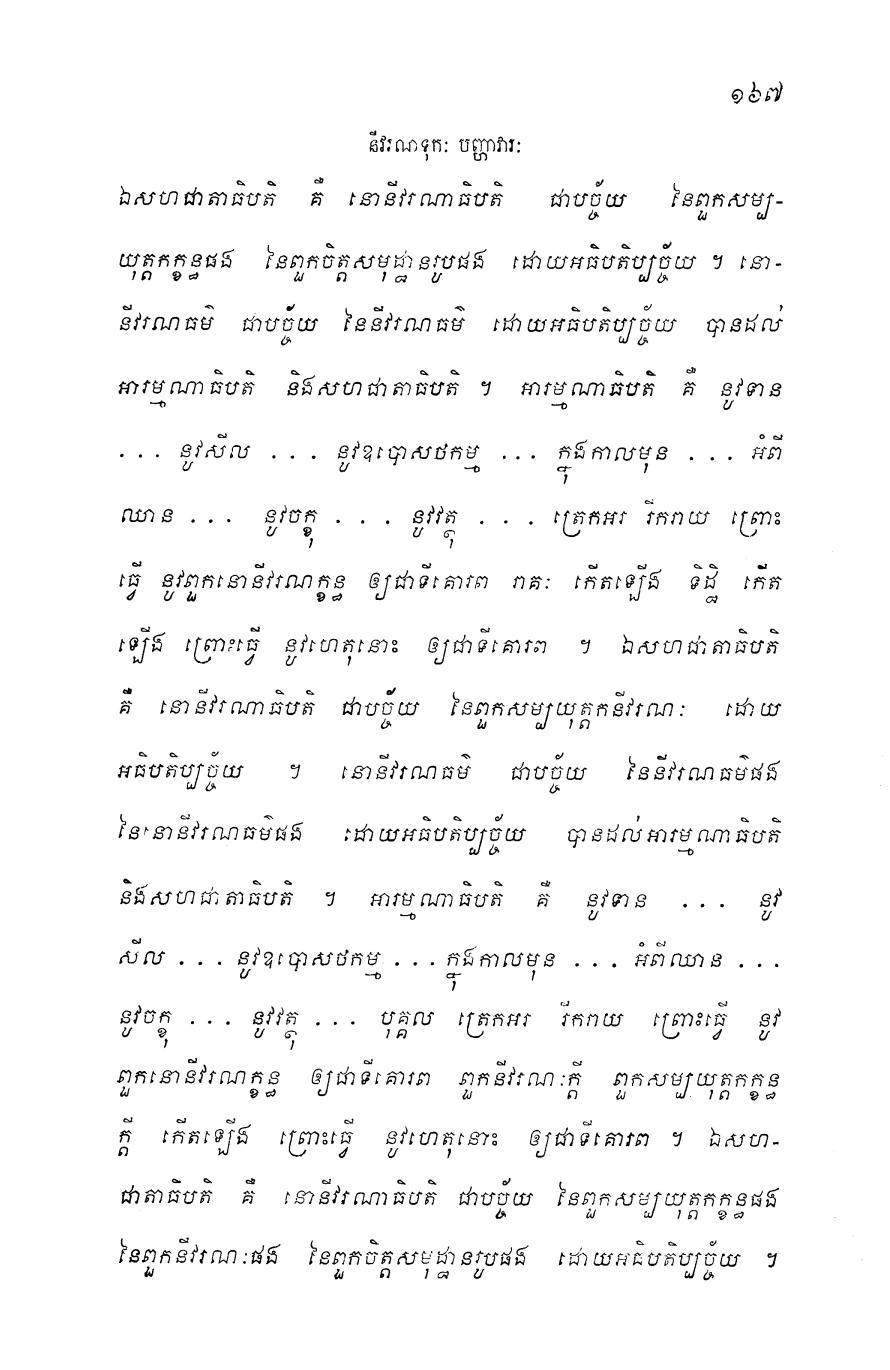 ១៦៧
នីវរណទុកៈ បញ្ហាវារៈ
ឯសហជាតាធិបតិ គឺ នោនីវរណាធិបតិ ជាបច្ច័យ នៃពួកសម្ប-
យុត្តកក្ខន្ធផង នៃពួកចិត្តសមុដ្ឋានរូបផង ដោយអធិបតិប្បច្ច័យ ។ នោ-
នីវរណធម៌ ជាបច្ច័យ នៃនីវរណធម៌ ដោយអធិបតិប្បច្ច័យ បានដល់
អារម្មណាធិបតិ និងសហជាតាធិបតិ ។ អារម្មណាធិបតិ គឺ នូវទាន
. . . នូវសីល . . . នូវឧបោសថកម្ម . . . ក្នុងកាលមុន . . . អំពី
ឈាន . . . នូវចក្ខុ . . . នូវវត្ថុ . . . ត្រេកអរ រីករាយ ព្រោះ
ធ្វើ នូវពួកនោនីវរណក្ខន្ធ ឲ្យជាទីគោរព រាគៈ កើតឡើង ទិដ្ឋិ កើត
ឡើង ព្រោះធ្វើ នូវហេតុនោះ ឲ្យជាទីគោរព ។ ឯសហជាតាធិបតិ
គឺ នោនីវរណាធិបតិ ជាបច្ច័យ នៃពួកសម្បយុត្តកនីវរណៈ ដោយ
អធិបតិប្បច្ច័យ ។ នោនីវរណធម៌ ជាបច្ច័យ នៃនីវរណធម៌ផង
នៃនោនីវរណធម៌ផង ដោយអធិបតិប្បច្ច័យ បានដល់អារម្មណាធិបតិ
និងសហជាតាធិបតិ ។ អារម្មណាធិបតិ គឺ នូវទាន . . . នូវ
សីល . . . នូវឧបោសថកម្ម . . . ក្នុងកាលមុន . . . អំពីឈាន . . .
នូវចក្ខុ . . . នូវវត្ថុ . . . បុគ្គល ត្រេកអរ រីករាយ ព្រោះធ្វើ នូវ
ពួកនោនីវរណក្ខន្ធ ឲ្យជាទីគោរព ពួកនីវរណៈក្តី ពួកសម្បយុត្តកក្ខន្ធ
ក្តី កើតឡើង ព្រោះធ្វើ នូវហេតុនោះ ឲ្យជាទីគោរព ។ ឯសហ-
ជាតាធិបតិ គឺ នោនីវរណាធិបតិ ជាបច្ច័យ នៃពួកសម្បយុត្តកក្ខន្ធផង
នៃពួកនីវរណៈផង នៃពួកចិត្តសមុដ្ឋានរូបផង ដោយអធិបតិប្បច្ច័យ ។